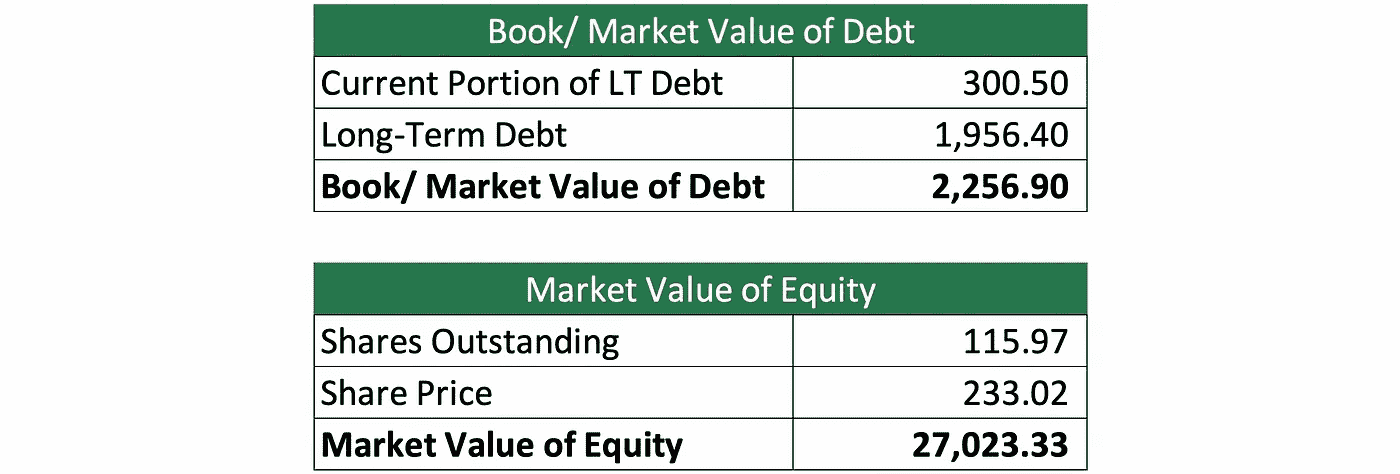 Book/ Market Value of Debt
Current Portion of LT Debt 300.50
Long-Term Debt 1,956.40
Book/ Market Value of Debt 2,256.90
Market Value of Equity
Shares Outstanding 115.97
Share Price 233.02
Market Value of Equity 27,023.33